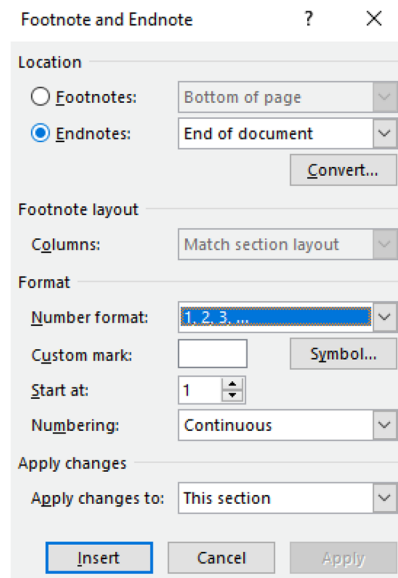 Footnote and Endnote ? ×
Location
Footnotes: Bottom of page
Endnotes: End of document
Convert...
Footnote layout
Columns: Match section layout
Format
Number format: 1, 2, 3, ...
Custom mark: Symbol...
Start at: 1
Numbering: Continuous
Apply changes
Apply changes to: This section
Insert Cancel Apply